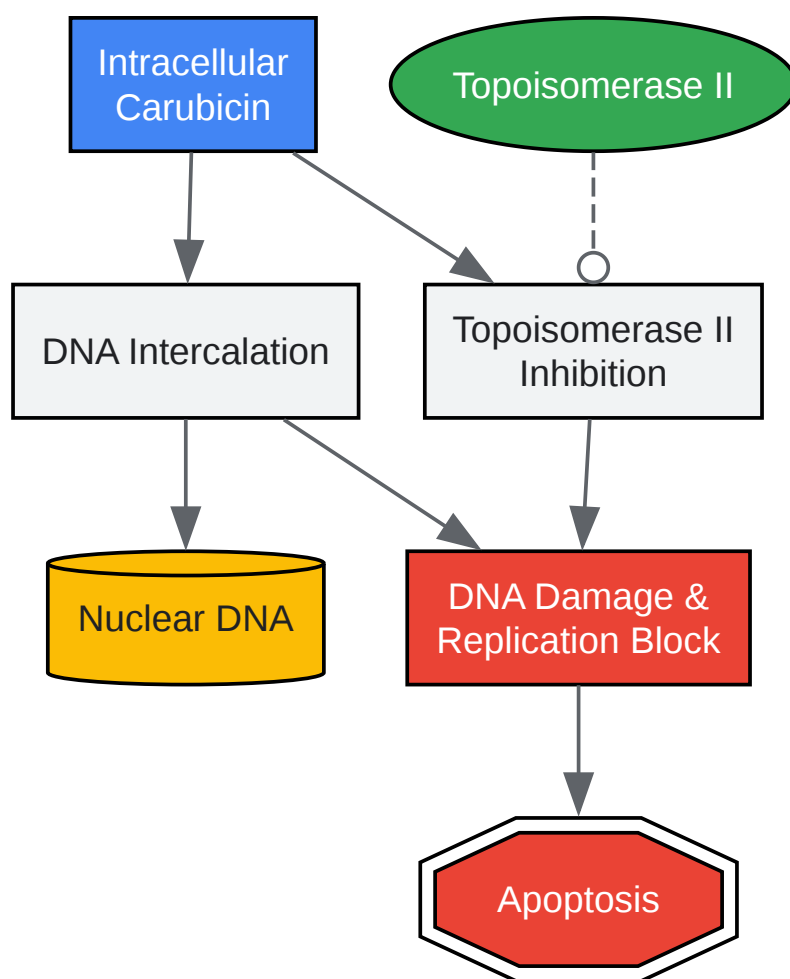 Intracellular
Carubicin
Topoisomerase II
DNA Intercalation
Topoisomerase II
Inhibition
Nuclear DNA
DNA Damage &
Replication Block
Apoptosis